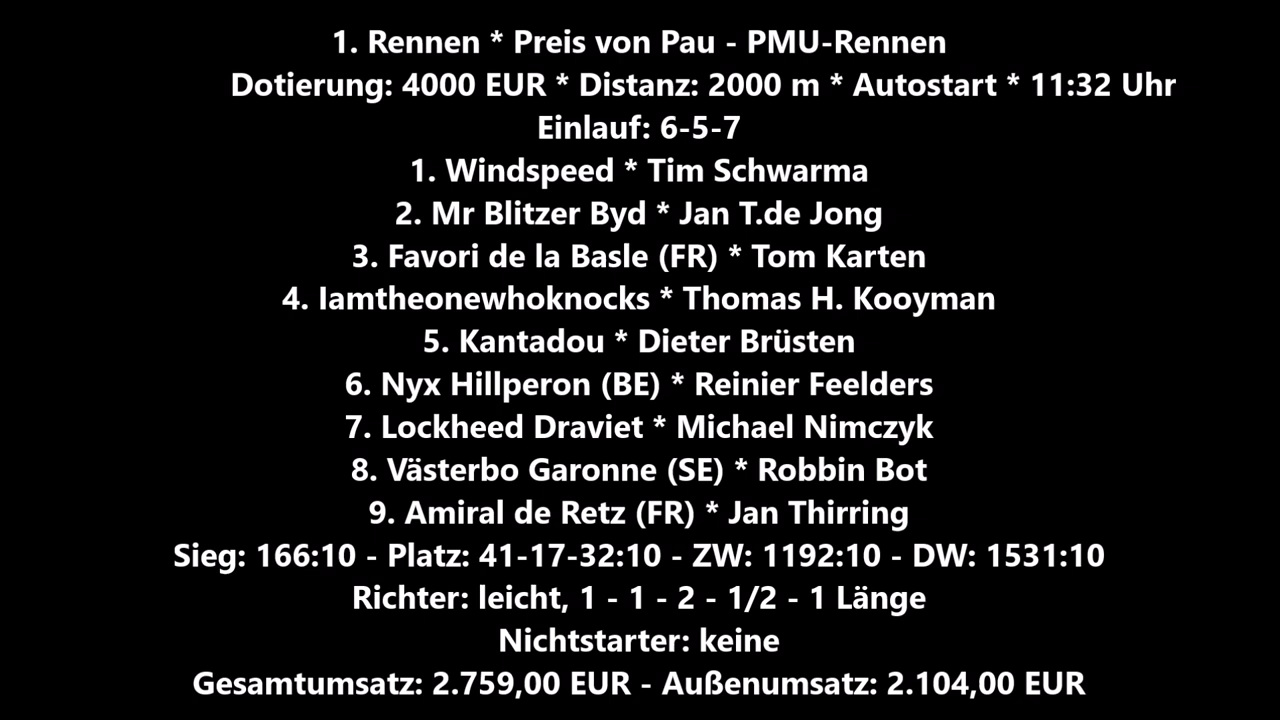 1. Rennen * Preis von Pau - PMU-Rennen
Dotierung: 4000 EUR * Distanz: 2000 m * Autostart * 11:32 Uhr
Einlauf: 6-5-7
1. Windspeed * Tim Schwarma
2. Mr Blitzer Byd * Jan T.de Jong
3. Favori de la Basle (FR) * Tom Karten
4. Iamtheonewhoknocks * Thomas H. Kooyman
5. Kantadou * Dieter Brüsten
6. Nyx Hillperon (BE) * Reinier Feelders
7. Lockheed Draviet * Michael Nimczyk
8. Västerbo Garonne (SE) * Robbin Bot
9. Amiral de Retz (FR) * Jan Thirring
Sieg: 166:10 - Platz: 41-17-32:10 - ZW: 1192:10 - DW: 1531:10
Richter: leicht, 1 - 1 - 2 - 1/2 - 1 Länge
Nichtstarter: keine
Gesamtumsatz: 2.759,00 EUR - Außenumsatz: 2.104,00 EUR